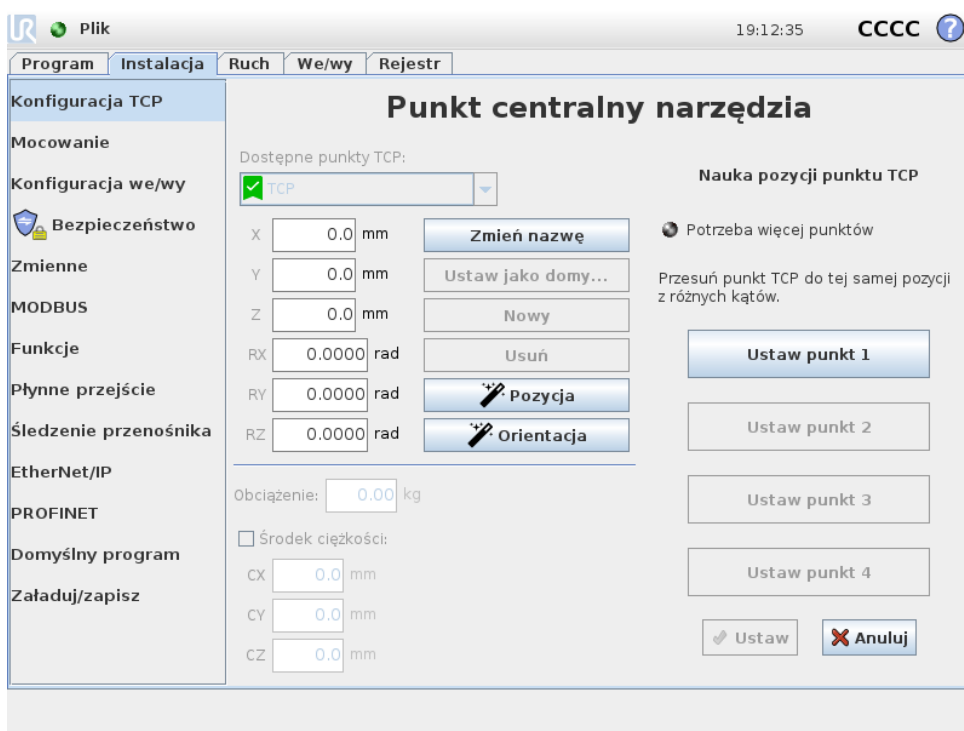 UR Plik 19:12:35 CCCC ?
Program Instalacja Ruch We/wy Rejestr
Konfiguracja TCP
Mocowanie
Konfiguracja we/wy
Bezpieczeństwo
Zmienne
MODBUS
Funkcje
Płynne przejście
Śledzenie przenośnika
EtherNet/IP
PROFINET
Domyślny program
Załaduj/zapisz
Punkt centralny narzędzia
Dostępne punkty TCP:
TCP
X 0.0 mm Zmień nazwę
Y 0.0 mm Ustaw jako domy...
Z 0.0 mm Nowy
RX 0.0000 rad Usuń
RY 0.0000 rad Pozycja
RZ 0.0000 rad Orientacja
Obciążenie: 0.00 kg
Środek ciężkości:
CX 0.0 mm
CY 0.0 mm
CZ 0.0 mm
Nauka pozycji punktu TCP
Potrzeba więcej punktów
Przesuń punkt TCP do tej samej pozycji
z różnych kątów.
Ustaw punkt 1
Ustaw punkt 2
Ustaw punkt 3
Ustaw punkt 4
Ustaw Anuluj